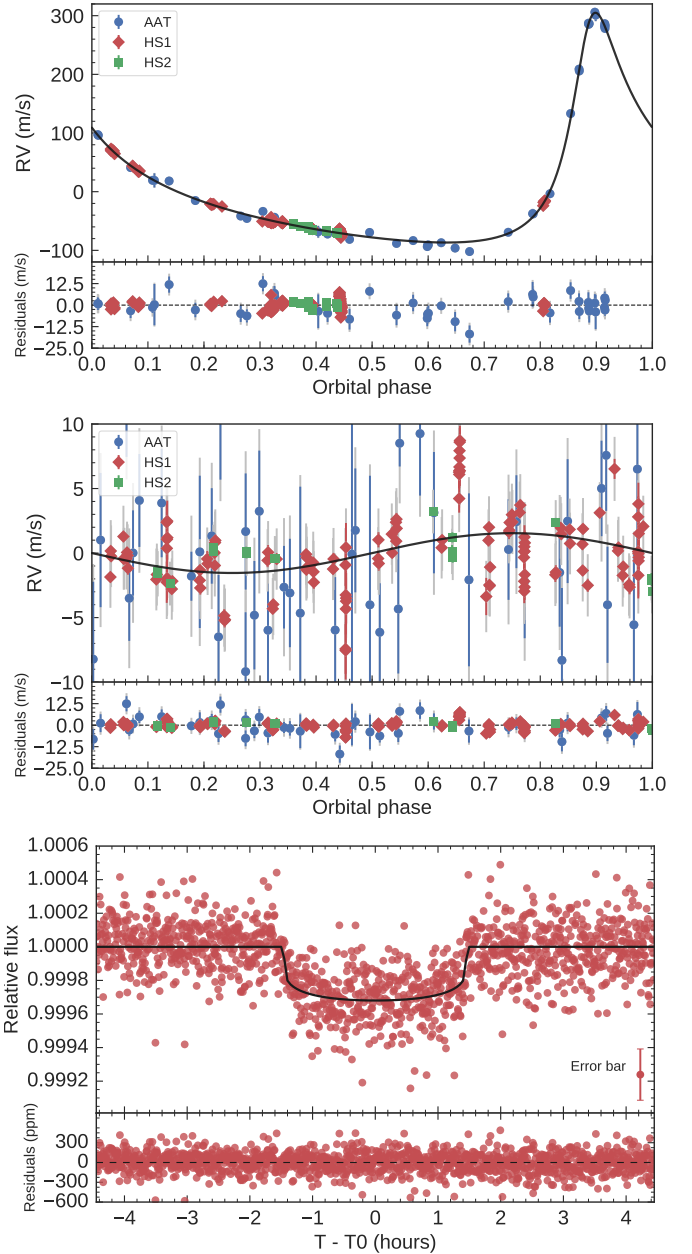 300
200
100
0
−100
RV (m/s)
AAT
HS1
HS2
12.5
0.0
−12.5
−25.0
Residuals (m/s)
0.0 0.1 0.2 0.3 0.4 0.5 0.6 0.7 0.8 0.9 1.0
Orbital phase
10
5
0
−5
−10
RV (m/s)
AAT
HS1
HS2
12.5
0.0
−12.5
−25.0
Residuals (m/s)
0.0 0.1 0.2 0.3 0.4 0.5 0.6 0.7 0.8 0.9 1.0
Orbital phase
1.0006
1.0004
1.0002
1.0000
0.9998
0.9996
0.9994
0.9992
Relative flux
Error bar
300
0
−300
−600
Residuals (ppm)
−4 −3 −2 −1 0 1 2 3 4
T - T0 (hours)